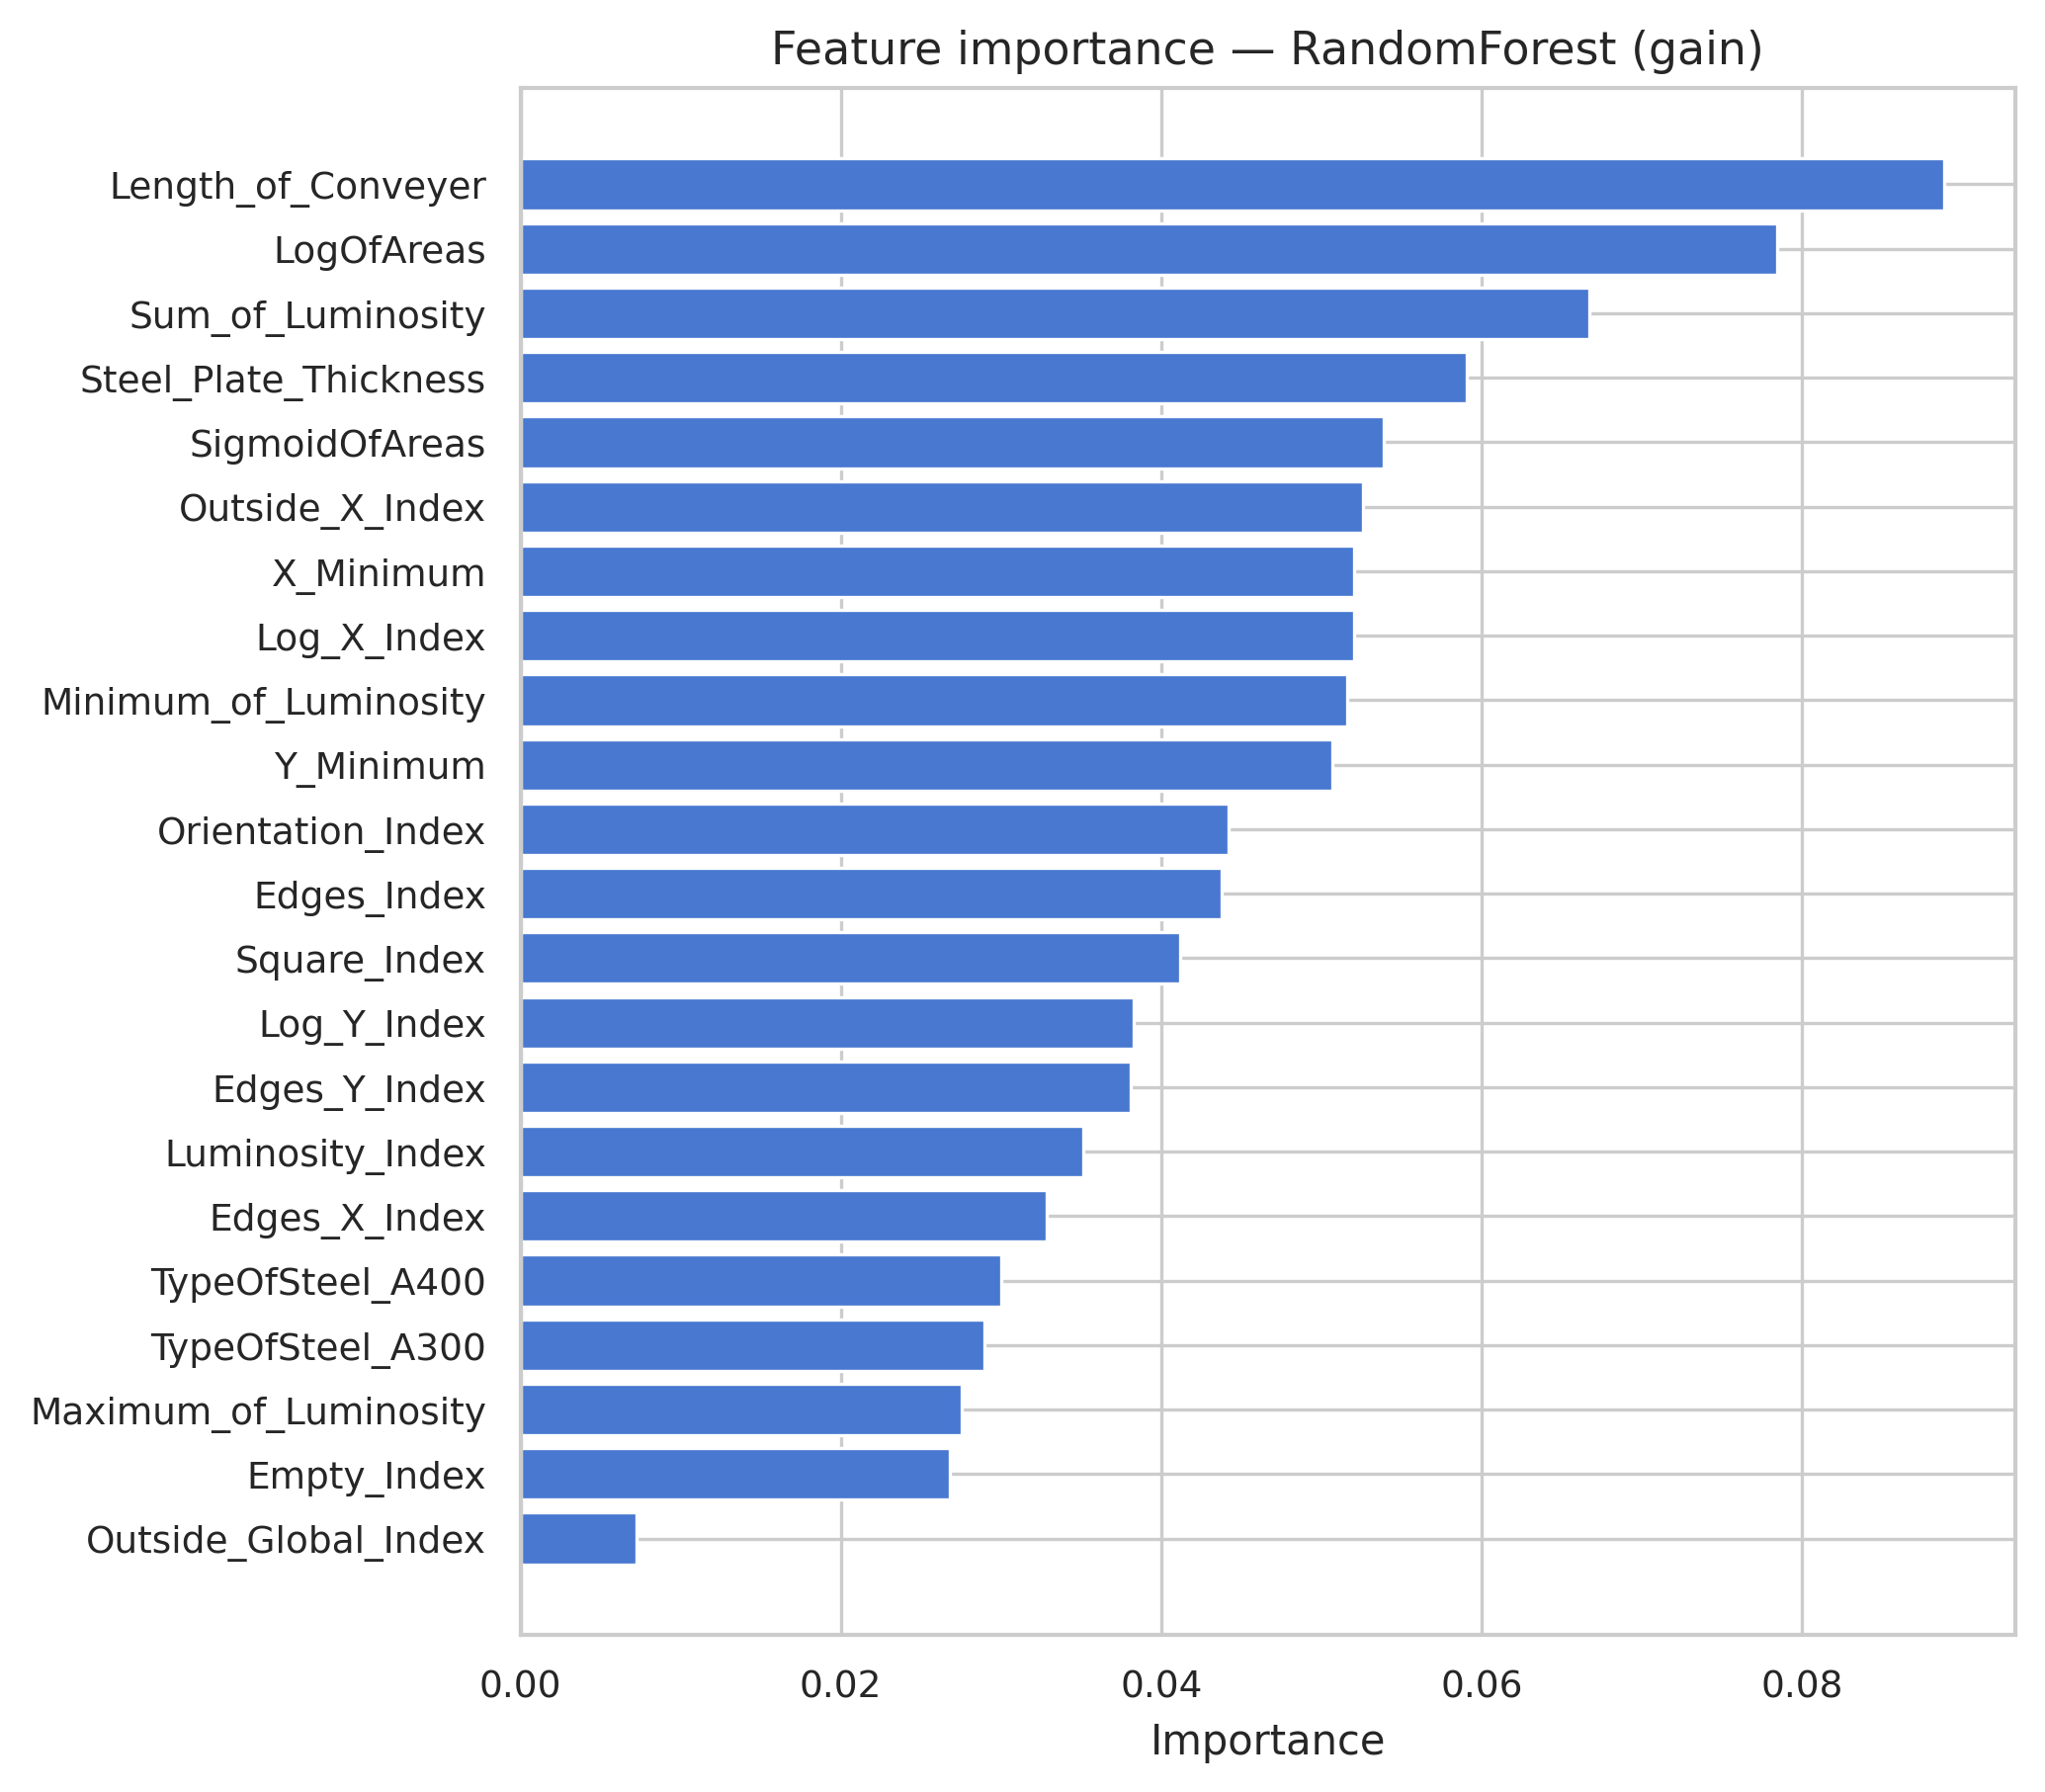 Feature importance — RandomForest (gain)
Length_of_Conveyer
LogOfAreas
Sum_of_Luminosity
Steel_Plate_Thickness
SigmoidOfAreas
Outside_X_Index
X_Minimum
Log_X_Index
Minimum_of_Luminosity
Y_Minimum
Orientation_Index
Edges_Index
Square_Index
Log_Y_Index
Edges_Y_Index
Luminosity_Index
Edges_X_Index
TypeOfSteel_A400
TypeOfSteel_A300
Maximum_of_Luminosity
Empty_Index
Outside_Global_Index
0.00 0.02 0.04 0.06 0.08
Importance